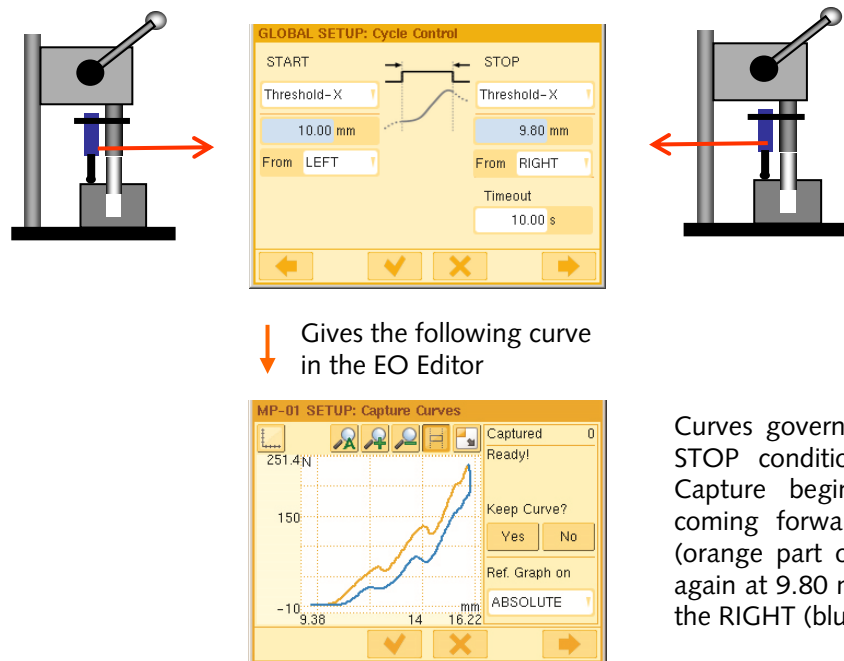 GLOBAL SETUP: Cycle Control
START
STOP
Threshold-X
Threshold-X
10.00 mm
9.80 mm
From LEFT
From RIGHT
Timeout
10.00 s
Gives the following curve
in the EO Editor
MP-01 SETUP: Capture Curves
A
Captured 0
Ready!
251.4 N
150
-10
9.38
14
mm
16.22
Keep Curve?
Yes No
Ref. Graph on
ABSOLUTE
Curves govern
STOP conditio
Capture begin
coming forwa
(orange part o
again at 9.80
the RIGHT (blu